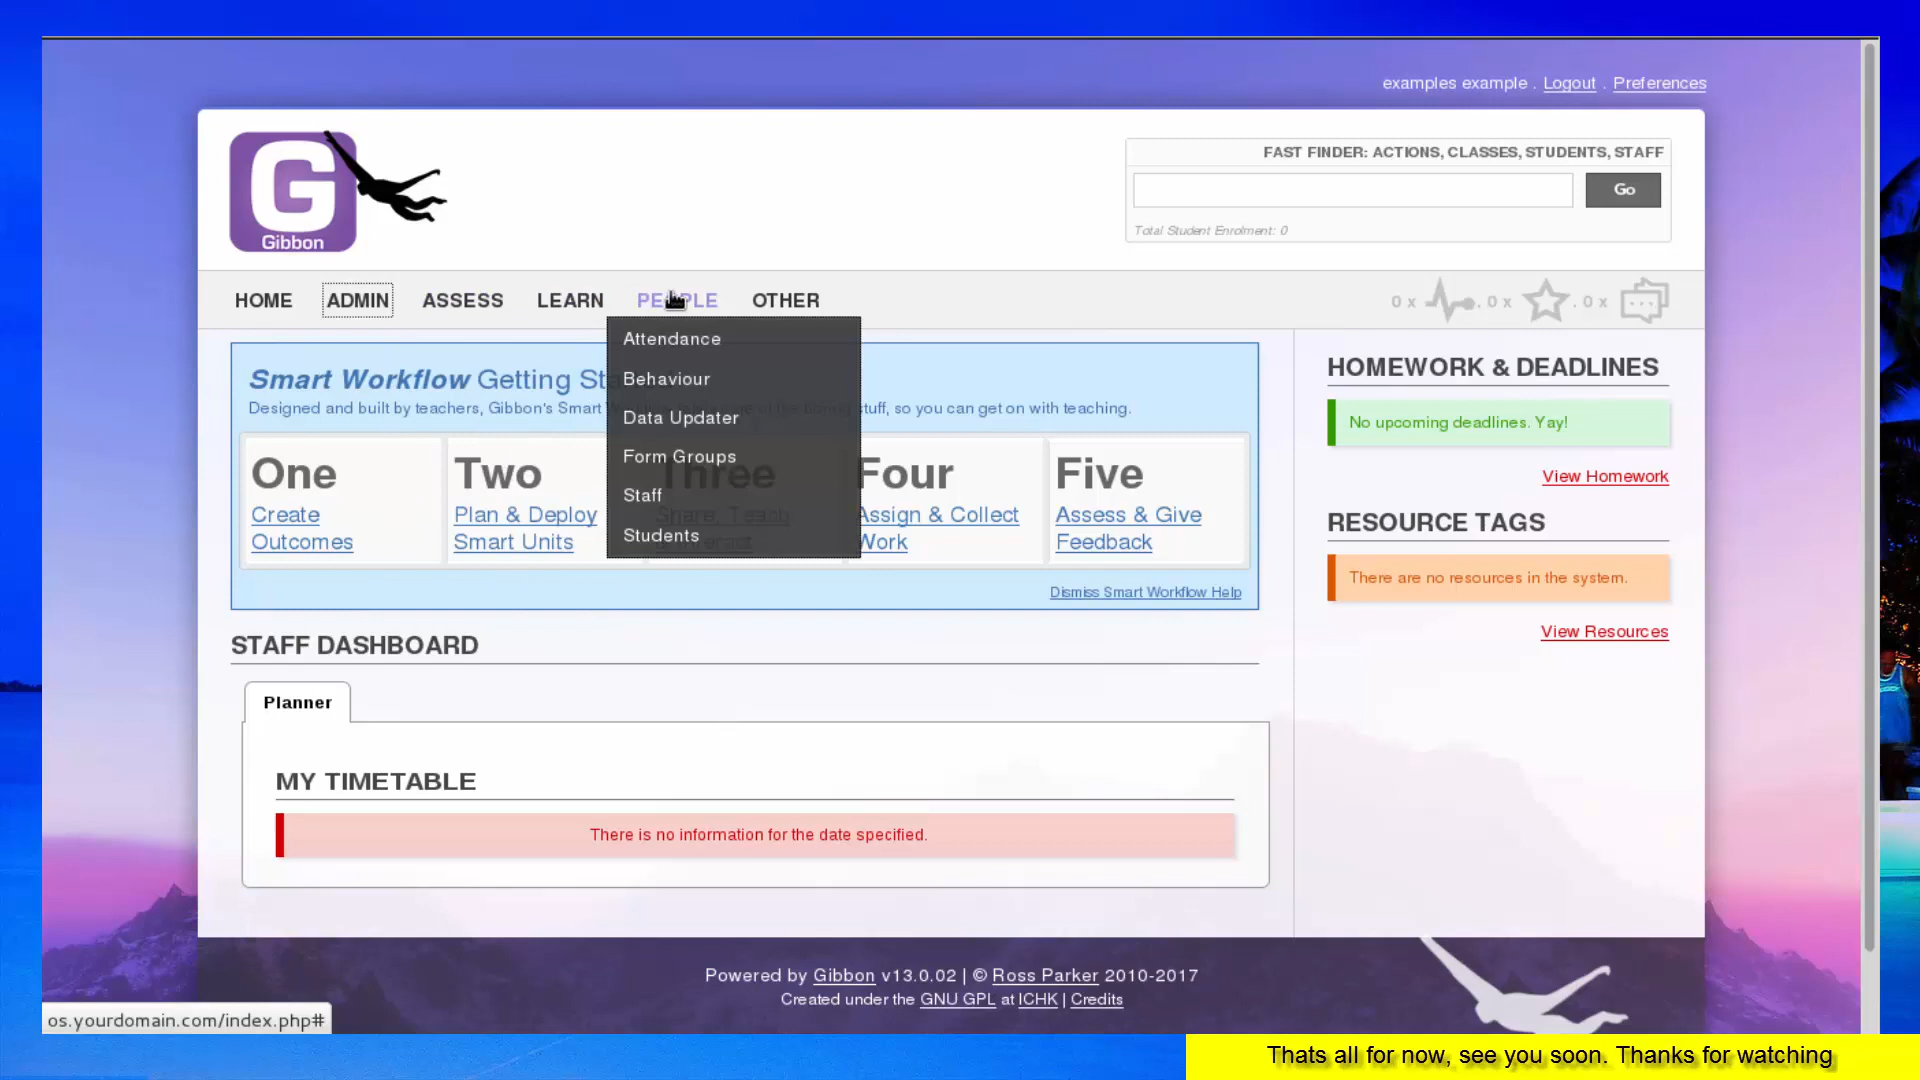 examples example . Logout . Preferences
G
Gibbon
FAST FINDER: ACTIONS, CLASSES, STUDENTS, STAFF
Go
Total Student Enrolment: 0
HOME ADMIN ASSESS LEARN PEOPLE OTHER
0 x . 0 x . 0 x
Attendance
Behaviour
Data Updater
Form Groups
Staff
Students
Smart Workflow Getting
Designed and built by teachers, Gibbon's Smart stuff, so you can get on with teaching.
One
Create
Outcomes
Two
Plan & Deploy
Smart Units
Three
Share, Teach
& Interact
Four
Assign & Collect
Work
Five
Assess & Give
Feedback
Dismiss Smart Workflow Help
STAFF DASHBOARD
Planner
MY TIMETABLE
There is no information for the date specified.
HOMEWORK & DEADLINES
No upcoming deadlines. Yay!
View Homework
RESOURCE TAGS
There are no resources in the system.
View Resources
Powered by Gibbon v13.0.02 | © Ross Parker 2010-2017
Created under the GNU GPL at ICHK | Credits
os.yourdomain.com/index.php#
Thats all for now, see you soon. Thanks for watching